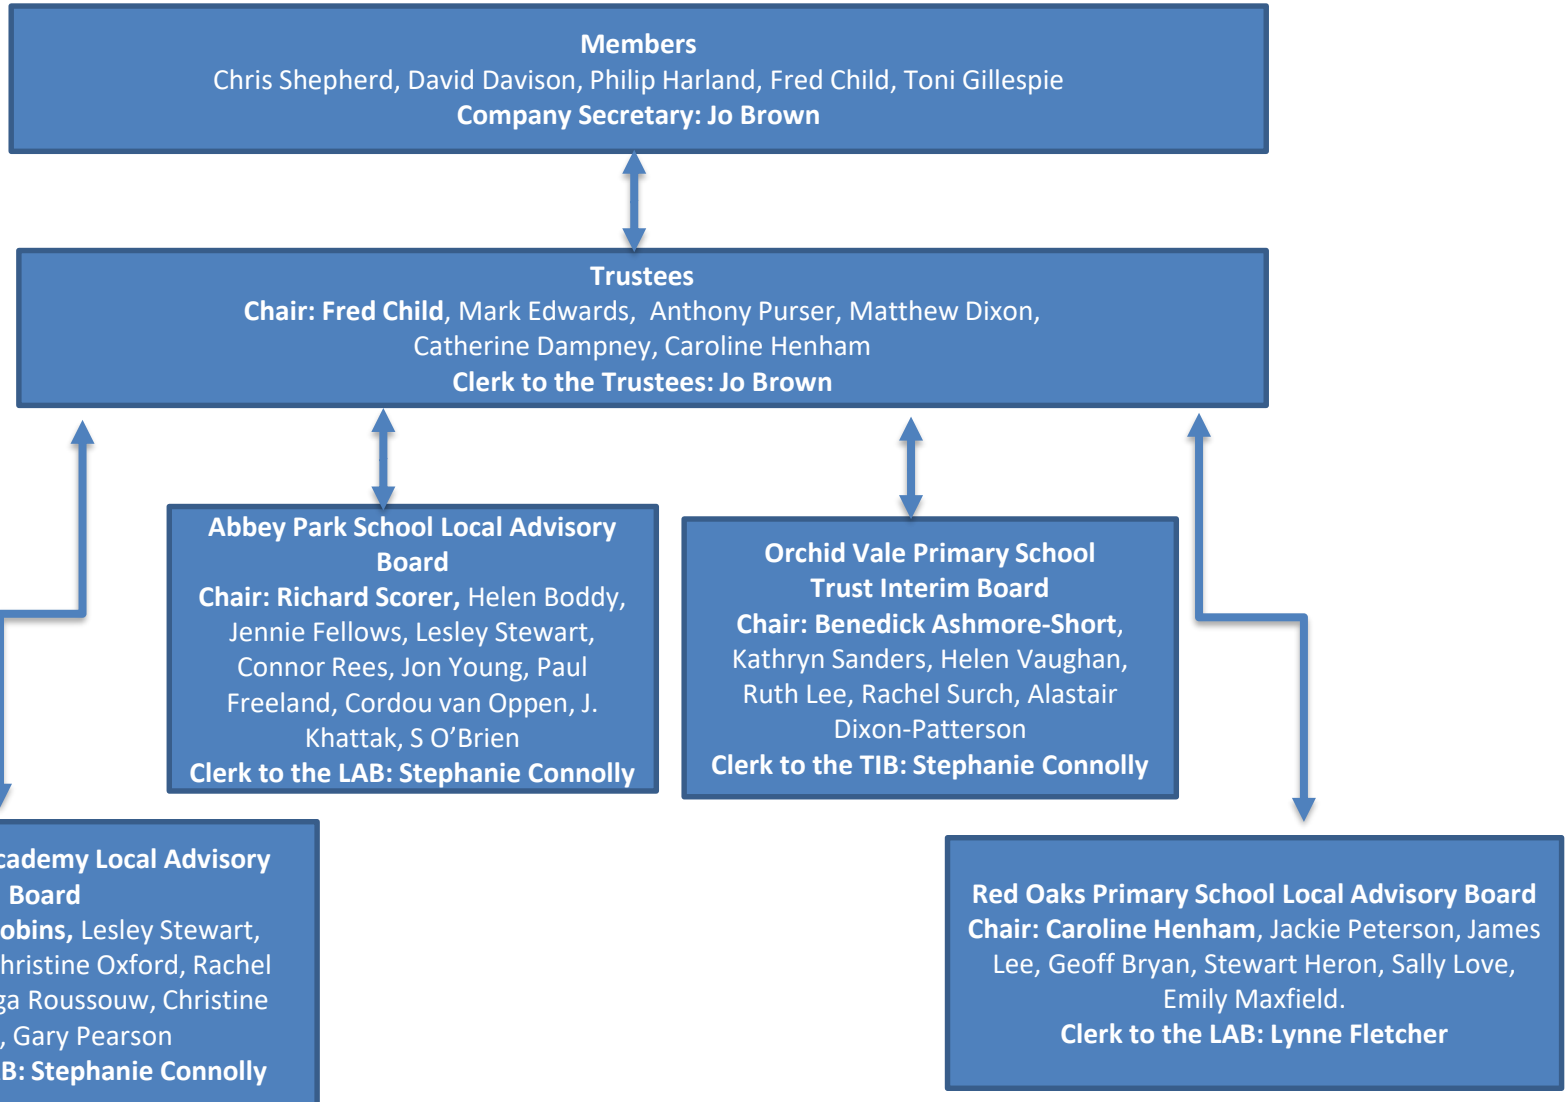 Members
Chris Shepherd, David Davison, Philip Harland, Fred Child, Toni Gillespie
Company Secretary: Jo Brown
Trustees
Chair: Fred Child, Mark Edwards, Anthony Purser, Matthew Dixon,
Catherine Dampney, Caroline Henham
Clerk to the Trustees: Jo Brown
Abbey Park School Local Advisory
Board
Chair: Richard Scorer, Helen Boddy,
Jennie Fellows, Lesley Stewart,
Connor Rees, Jon Young, Paul
Freeland, Cordou van Oppen, J.
Khattak, S O’Brien
Clerk to the LAB: Stephanie Connolly
Orchid Vale Primary School
Trust Interim Board
Chair: Benedick Ashmore-Short,
Kathryn Sanders, Helen Vaughan,
Ruth Lee, Rachel Surch, Alastair
Dixon-Patterson
Clerk to the TIB: Stephanie Connolly
Local Advisory
Board
Lesley Stewart,
Oxford, Rachel
Roussouw, Christine
, Gary Pearson
Stephanie Connolly
Red Oaks Primary School Local Advisory Board
Chair: Caroline Henham, Jackie Peterson, James
Lee, Geoff Bryan, Stewart Heron, Sally Love,
Emily Maxfield.
Clerk to the LAB: Lynne Fletcher